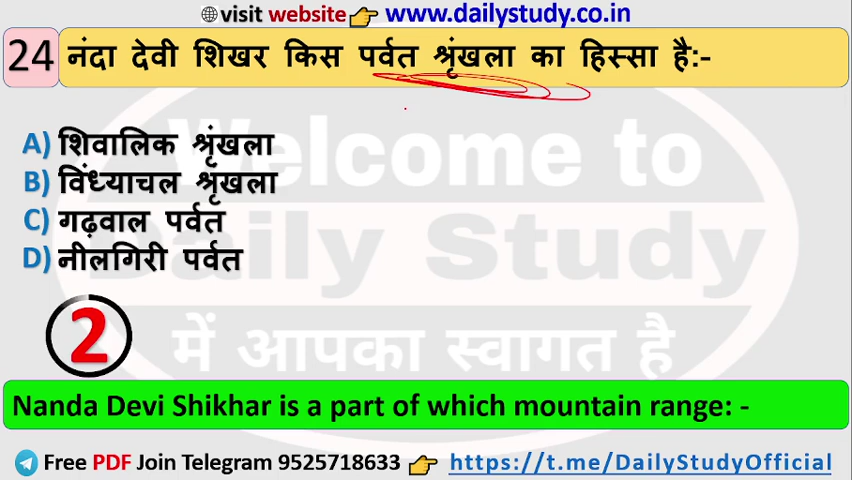 visit website 👉 www.dailystudy.co.in
24 नंदा देवी शिखर किस पर्वत श्रृंखला का हिस्सा है:-
A) शिवालिक श्रृंखला
B) विंध्याचल श्रृंखला
C) गढ़वाल पर्वत
D) नीलगिरी पर्वत
Welcome to
Daily Study
में आपका स्वागत है
2
Nanda Devi Shikhar is a part of which mountain range: -
Free PDF Join Telegram 9525718633 👉 https://t.me/DailyStudyOfficial